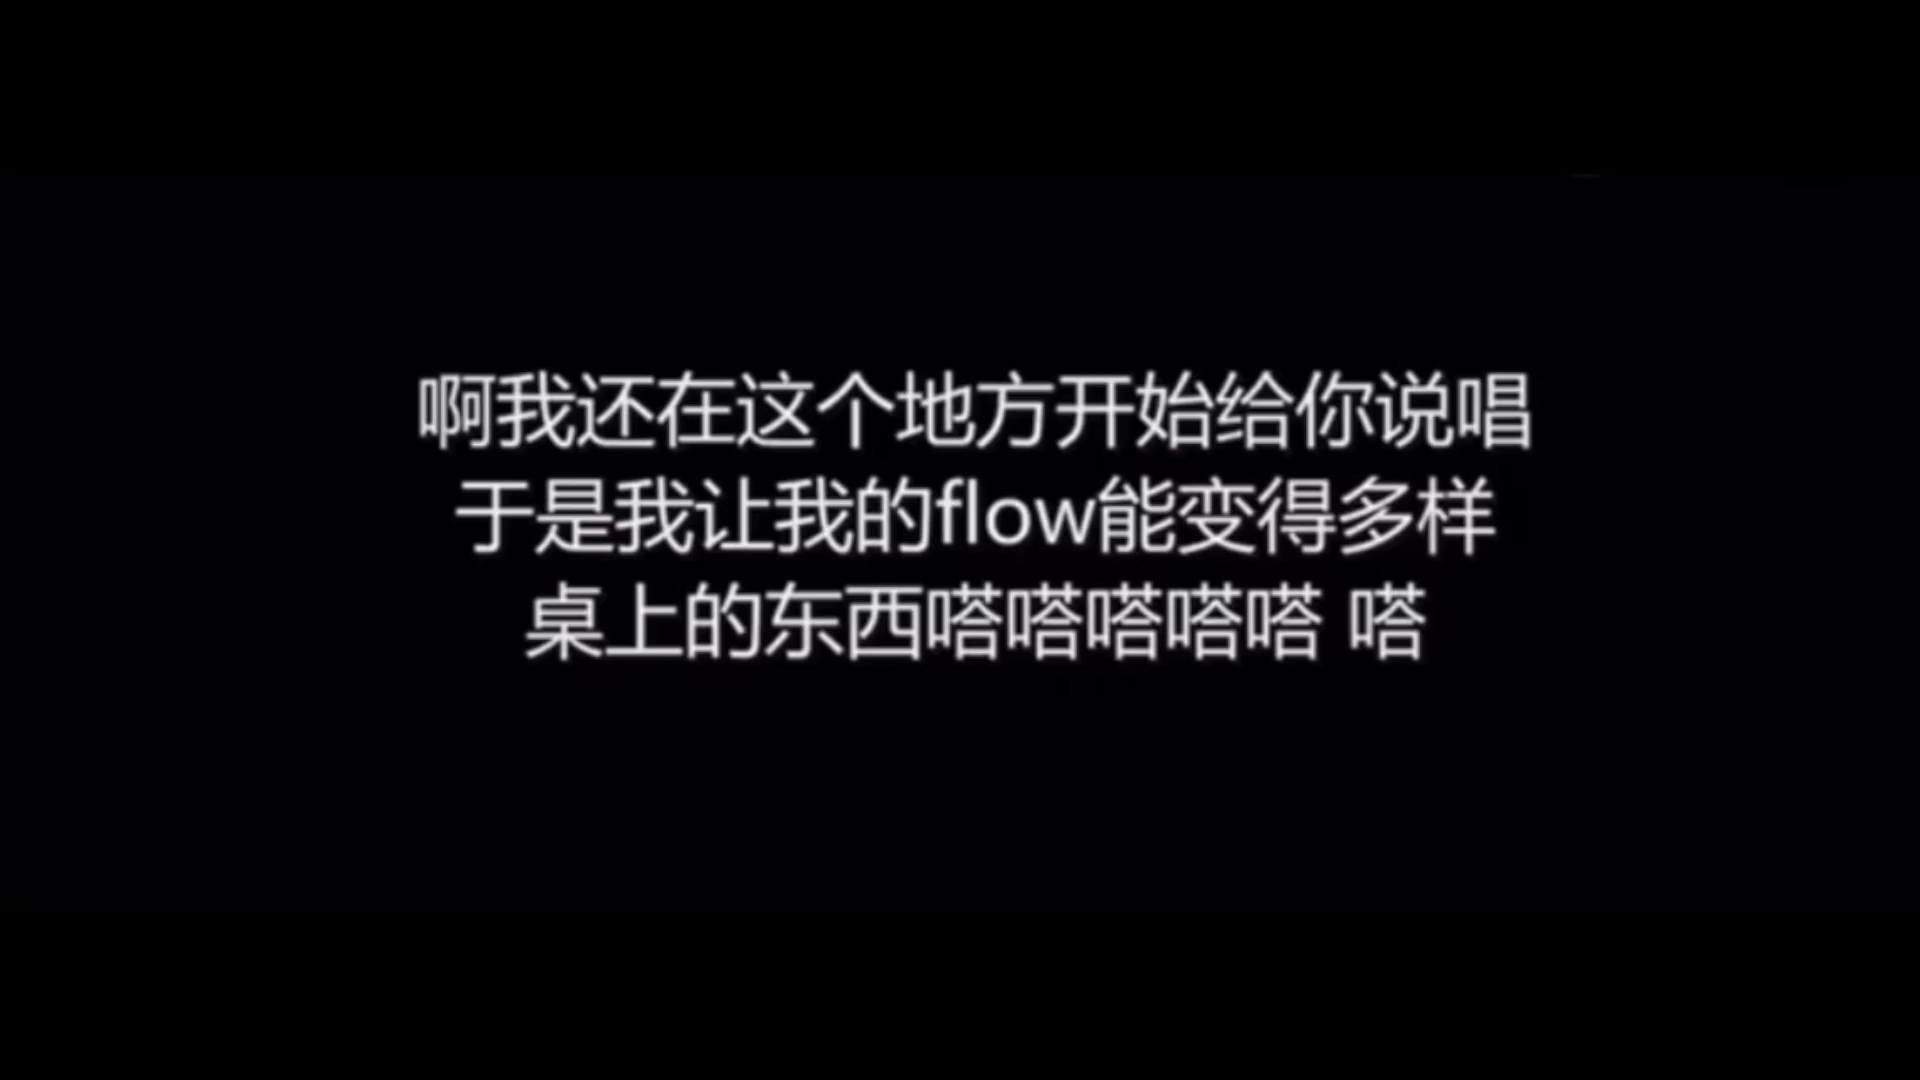 啊我还在这个地方开始给你说唱
于是我让我的flow能变得多样
桌上的东西嗒嗒嗒嗒嗒 嗒